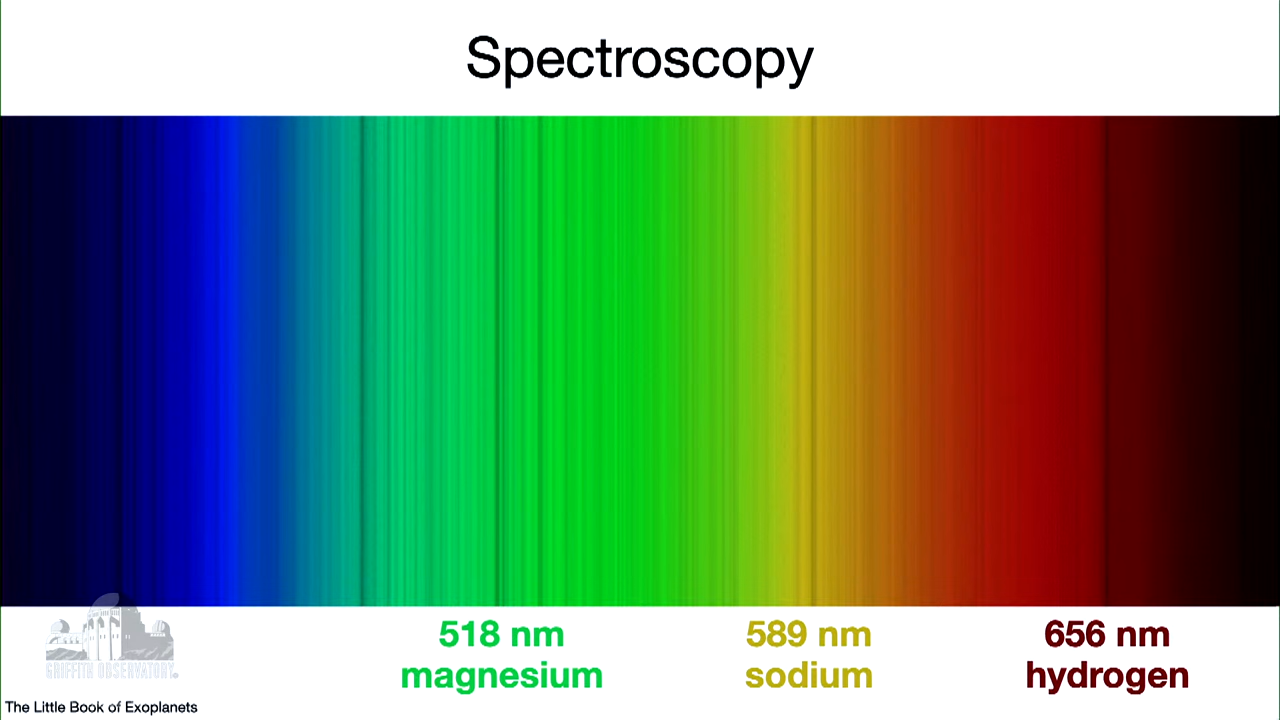 Spectroscopy
518 nm
magnesium
589 nm
sodium
656 nm
hydrogen
GRIFFITH OBSERVATORY
The Little Book of Exoplanets